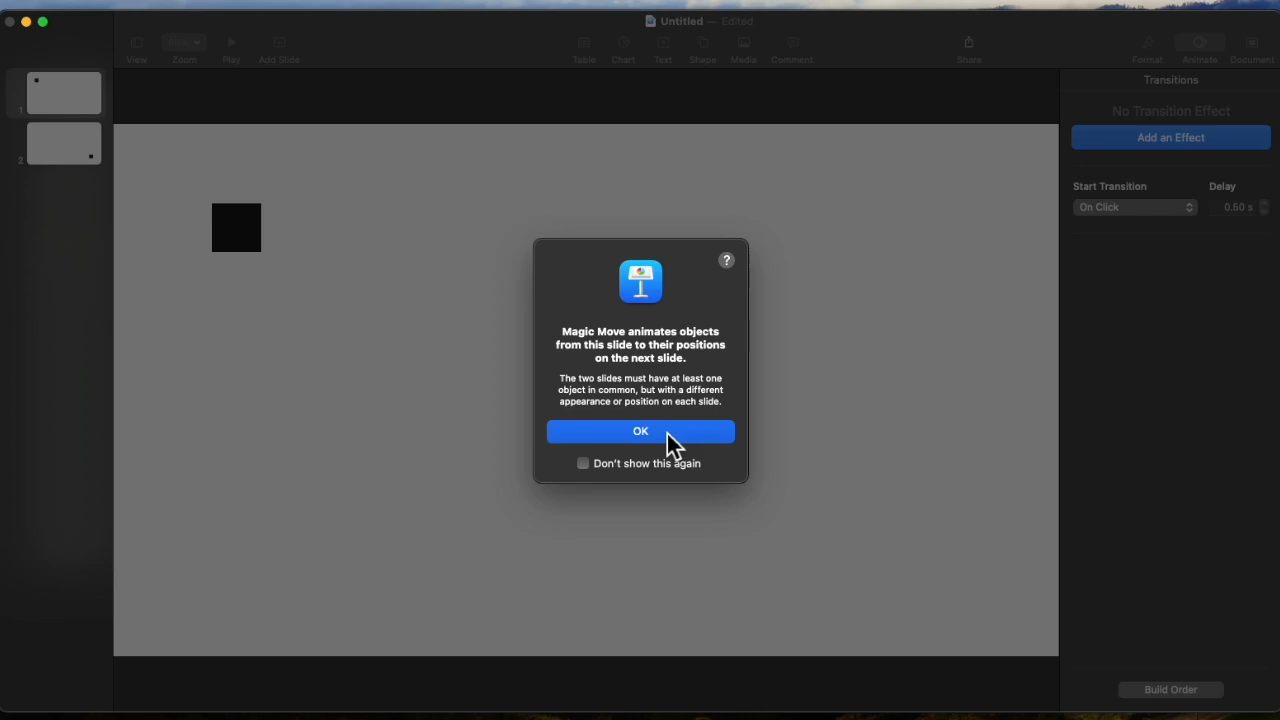 Untitled — Edited
View Zoom Play Add Slide Table Chart Text Shape Media Comment Share Format Animate Document
Transitions
1
2
No Transition Effect
Add an Effect
Start Transition Delay
On Click 0.50 s
?
Magic Move animates objects
from this slide to their positions
on the next slide.
The two slides must have at least one
object in common, but with a different
appearance or position on each slide.
OK
Don't show this again
Build Order